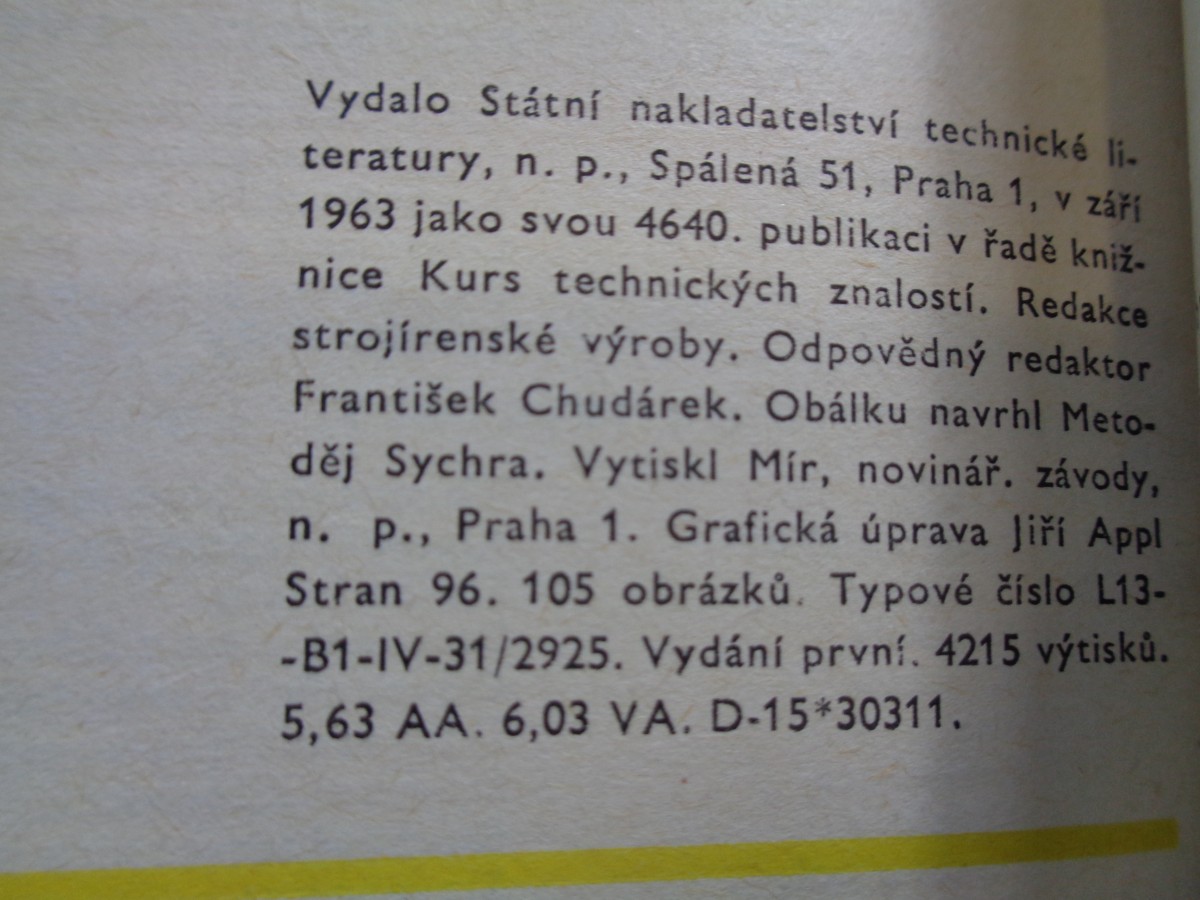 Vydalo Státní nakladatelství technické li-
teratury, n. p., Spálená 51, Praha 1, v září
1963 jako svou 4640. publikaci v řadě kniž-
nice Kurs technických znalostí. Redakce
strojírenské výroby. Odpovědný redaktor
František Chudárek. Obálku navrhl Meto-
děj Sychra. Vytiskl Mír, novinář. závody,
n. p., Praha 1. Grafická úprava Jiří Appl
Stran 96. 105 obrázků. Typové číslo L13-
-B1-IV-31/2925. Vydání první. 4215 výtisků.
5,63 AA. 6,03 VA. D-15*30311.